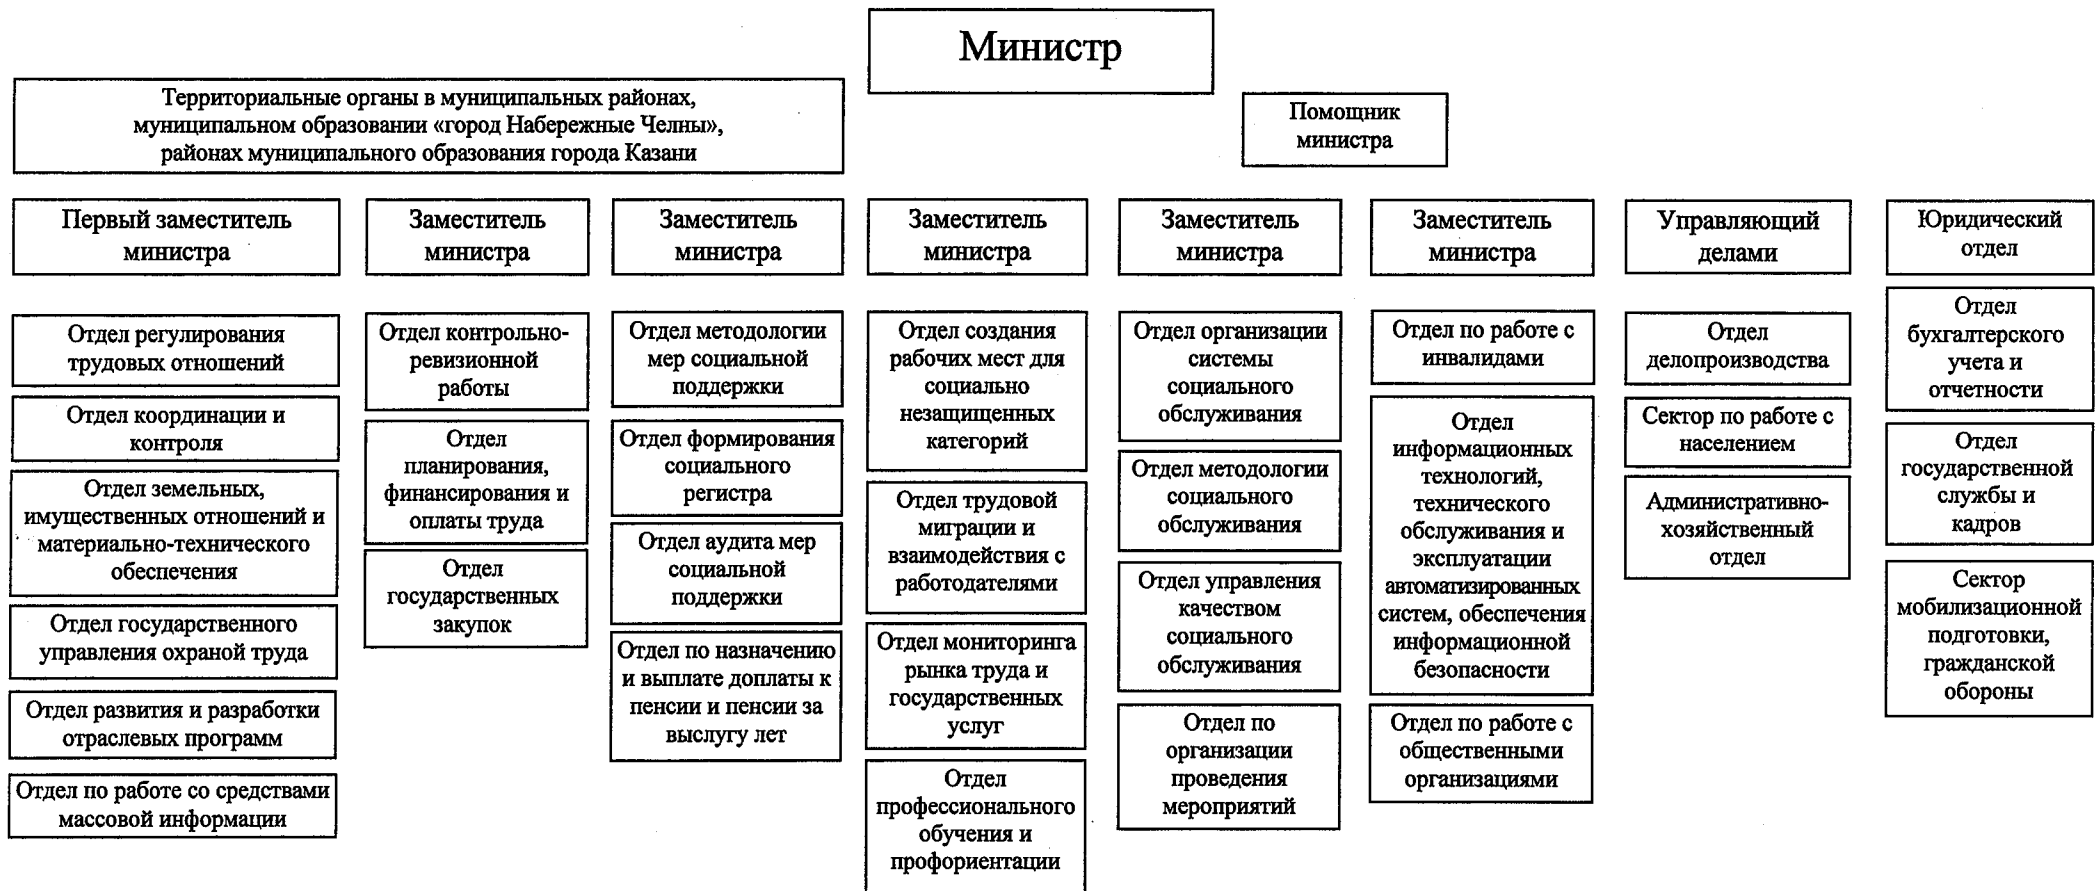 Министр
Территориальные органы в муниципальных районах,
муниципальном образовании «город Набережные Челны»,
районах муниципального образования города Казани
Помощник
министра
Первый заместитель
министра
Отдел регулирования
трудовых отношений
Отдел координации и
контроля
Отдел земельных,
имущественных отношений и
материально-технического
обеспечения
Отдел государственного
управления охраной труда
Отдел развития и разработки
отраслевых программ
Отдел по работе со средствами
массовой информации
Заместитель
министра
Отдел контрольно-
ревизионной
работы
Отдел
планирования,
финансирования и
оплаты труда
Отдел
государственных
закупок
Заместитель
министра
Отдел методологии
мер социальной
поддержки
Отдел формирования
социального
регистра
Отдел аудита мер
социальной
поддержки
Отдел по назначению
и выплате доплаты к
пенсии и пенсии за
выслугу лет
Заместитель
министра
Отдел создания
рабочих мест для
социально
незащищенных
категорий
Отдел трудовой
миграции и
взаимодействия с
работодателями
Отдел мониторинга
рынка труда и
государственных
услуг
Отдел
профессионального
обучения и
профориентации
Заместитель
министра
Отдел организации
системы
социального
обслуживания
Отдел методологии
социального
обслуживания
Отдел управления
качеством
социального
обслуживания
Отдел по
организации
проведения
мероприятий
Заместитель
министра
Отдел по работе с
инвалидами
Отдел
информационных
технологий,
технического
обслуживания и
эксплуатации
автоматизированных
систем, обеспечения
информационной
безопасности
Отдел по работе с
общественными
организациями
Управляющий
делами
Отдел
делопроизводства
Сектор по работе с
населением
Административно-
хозяйственный
отдел
Юридический
отдел
Отдел
бухгалтерского
учета и
отчетности
Отдел
государственной
службы и
кадров
Сектор
мобилизационной
подготовки,
гражданской
обороны